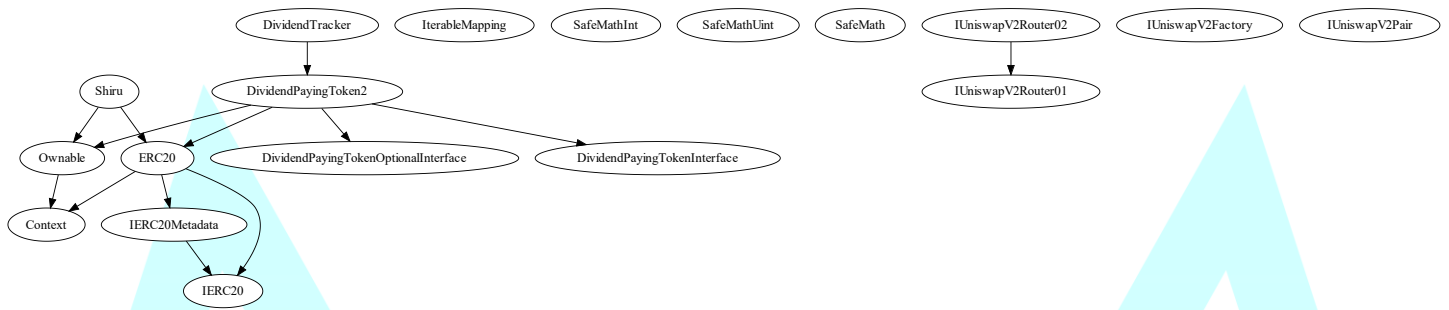 DividendTracker
IterableMapping
SafeMathInt
SafeMathUint
SafeMath
IUniswapV2Router02
IUniswapV2Factory
IUniswapV2Pair
Shiru
DividendPayingToken2
IUniswapV2Router01
Ownable
ERC20
DividendPayingTokenOptionalInterface
DividendPayingTokenInterface
Context
IERC20Metadata
IERC20